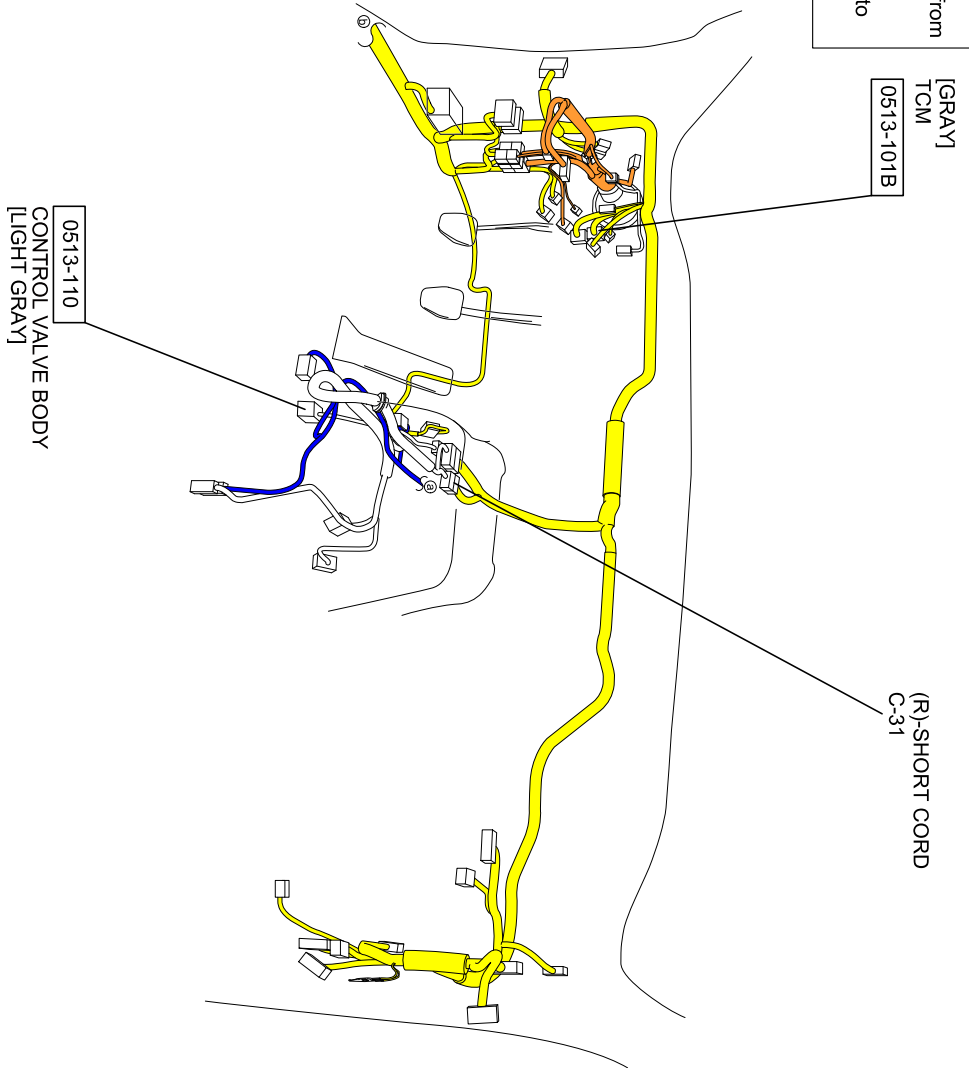 from
to
[GRAY]
TCM
0513-101B
(R)-SHORT CORD
C-31
0513-110
CONTROL VALVE BODY
[LIGHT GRAY]
b
a